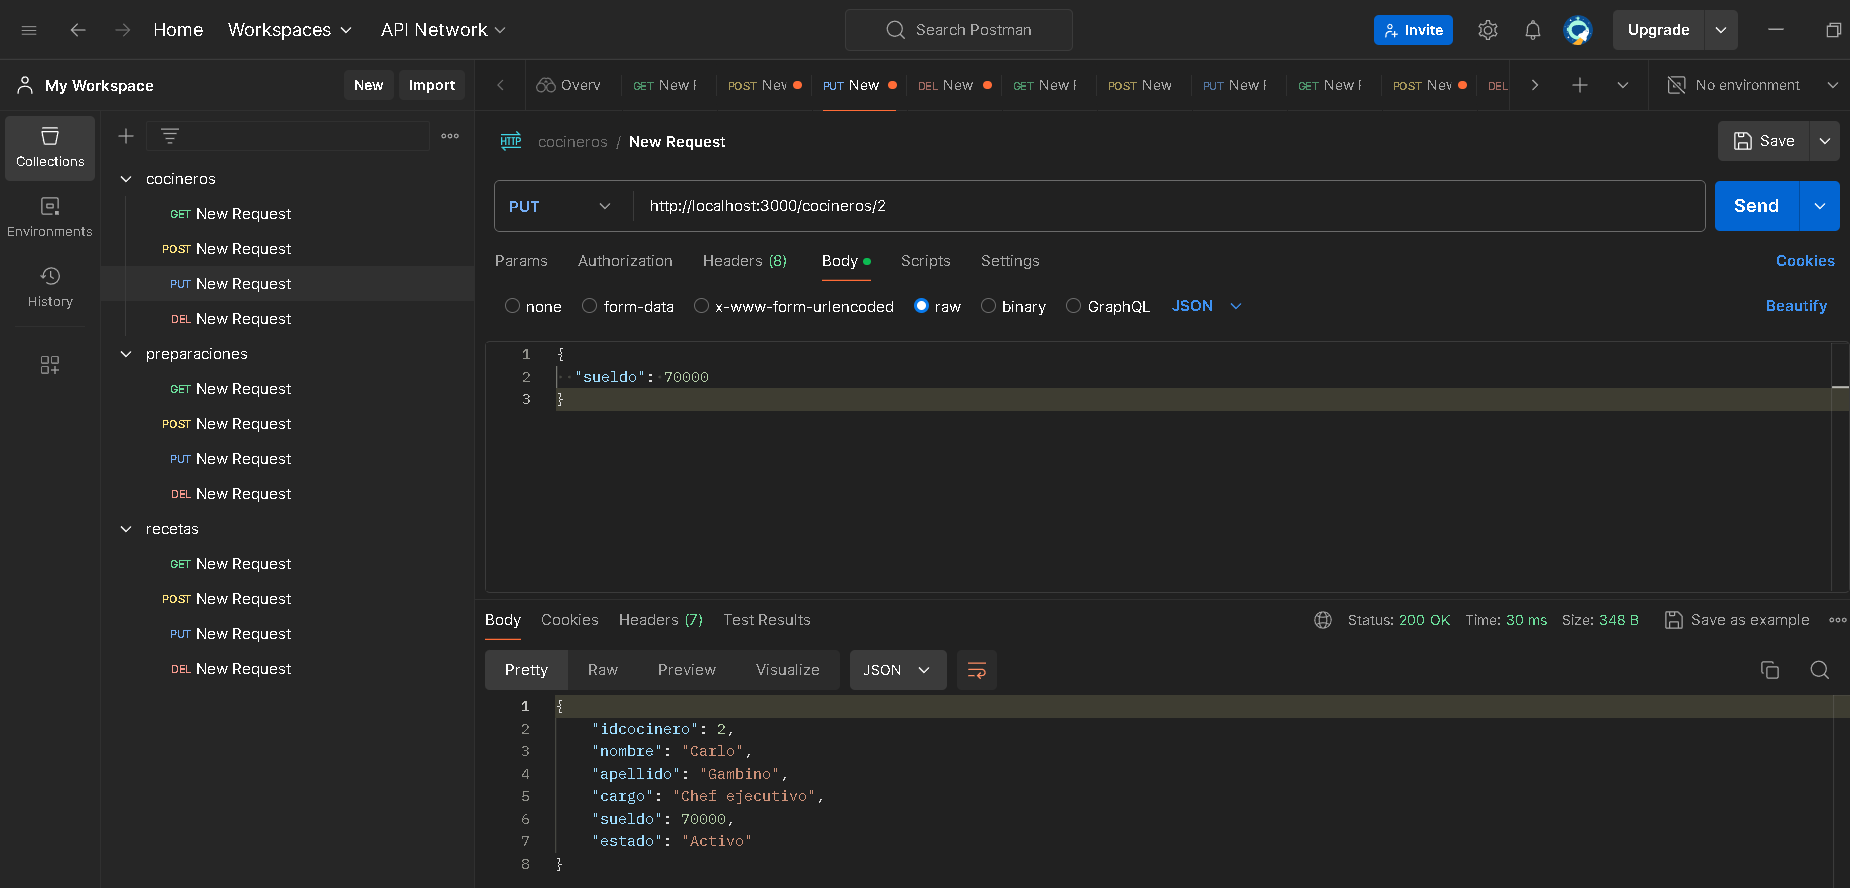 Home Workspaces API Network Search Postman Invite Upgrade
My Workspace New Import
Overv GET New POST Nev PUT New DEL New GET New POST New PUT New GET New POST Nev DEL No environment
Collections
Environments
History
cocineros
GET New Request
POST New Request
PUT New Request
DEL New Request
preparaciones
GET New Request
POST New Request
PUT New Request
DEL New Request
recetas
GET New Request
POST New Request
PUT New Request
DEL New Request
HTTP cocineros / New Request Save
PUT http://localhost:3000/cocineros/2 Send
Params Authorization Headers (8) Body Scripts Settings Cookies
none form-data x-www-form-urlencoded raw binary GraphQL JSON Beautify
1 {
2 "sueldo": 70000
3 }
Body Cookies Headers (7) Test Results Status: 200 OK Time: 30 ms Size: 348 B Save as example
Pretty Raw Preview Visualize JSON
1 {
2 "idcocinero": 2,
3 "nombre": "Carlo",
4 "apellido": "Gambino",
5 "cargo": "Chef ejecutivo",
6 "sueldo": 70000,
7 "estado": "Activo"
8 }